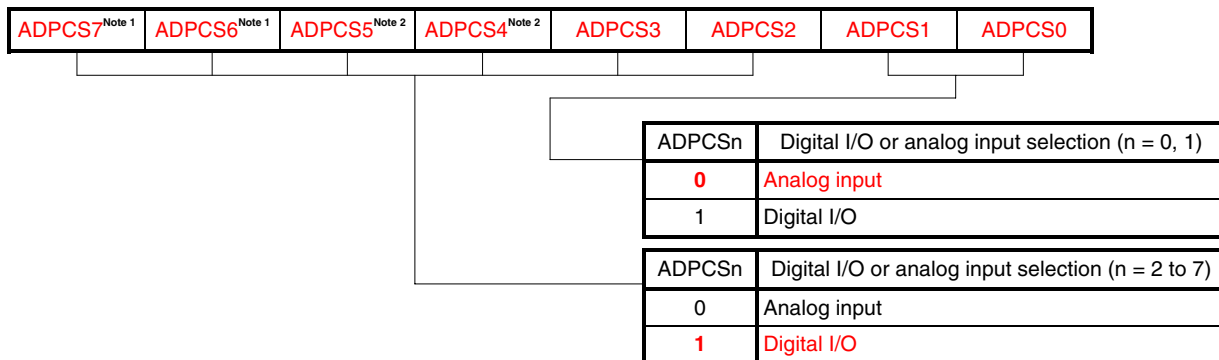 ADPCS7Note 1 ADPCS6Note 1 ADPCS5Note 2 ADPCS4Note 2 ADPCS3 ADPCS2 ADPCS1 ADPCS0
ADPCSn Digital I/O or analog input selection (n = 0, 1)
0 Analog input
1 Digital I/O
ADPCSn Digital I/O or analog input selection (n = 2 to 7)
0 Analog input
1 Digital I/O